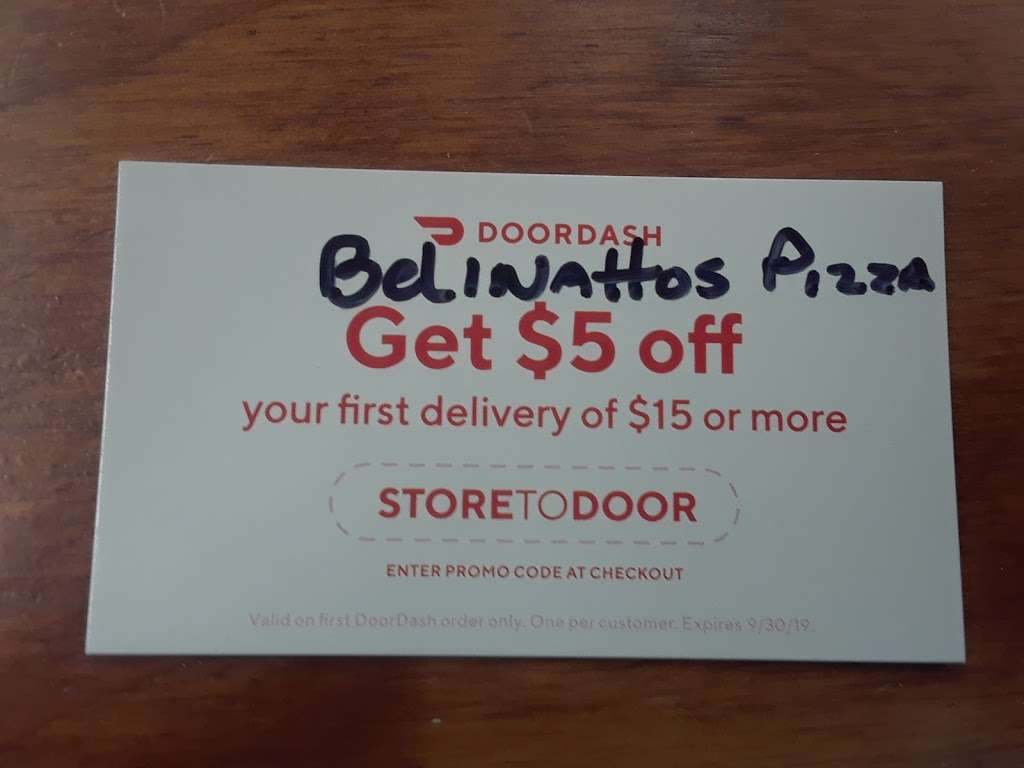 DOORDASH
BelINAttos Pizza
Get $5 off
your first delivery of $15 or more
STORETODOOR
ENTER PROMO CODE AT CHECKOUT
Valid on first DoorDash order only. One per customer. Expires 9/30/19.